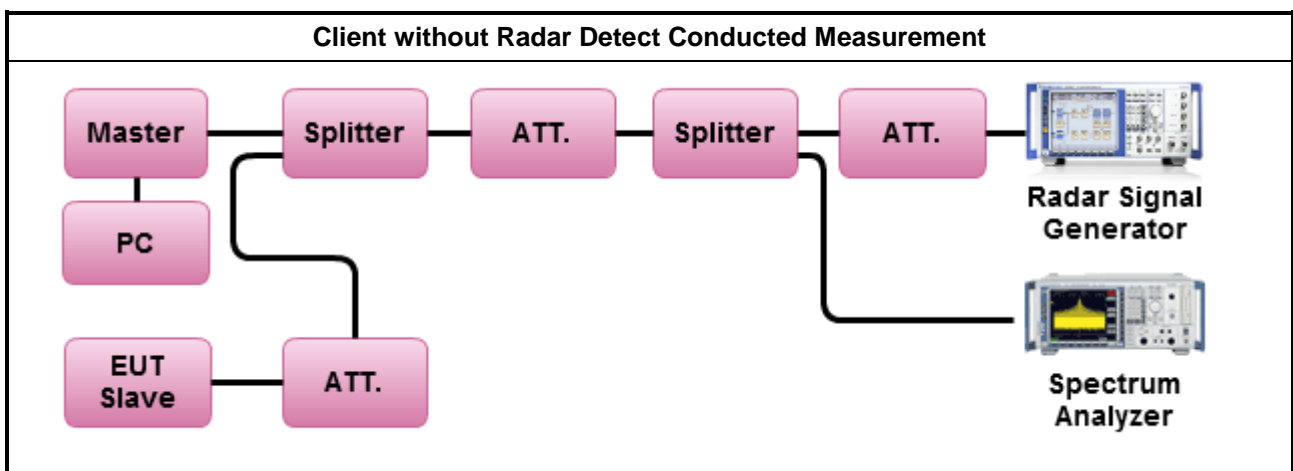 Client without Radar Detect Conducted Measurement
Master
Splitter
ATT.
Splitter
ATT.
Radar Signal
Generator
PC
EUT
Slave
ATT.
Spectrum
Analyzer